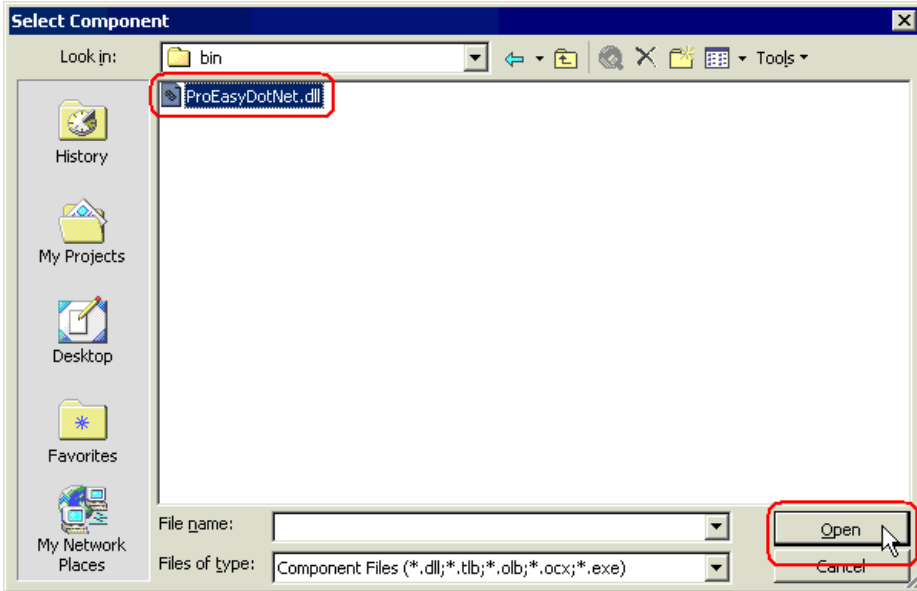 Select Component
Look in:
bin
Tools
ProEasyDotNet.dll
History
My Projects
Desktop
Favorites
My Network
Places
File name:
Open
Files of type:
Component Files (*.dll;*.tlb;*.olb;*.ocx;*.exe)
Cancel